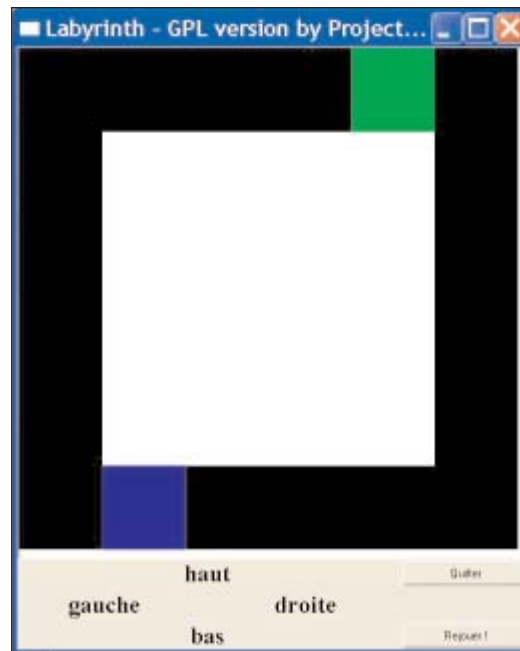 Labyrinth - GPL version by Project...
haut
Quitter
gauche droite
bas
Rejouer !